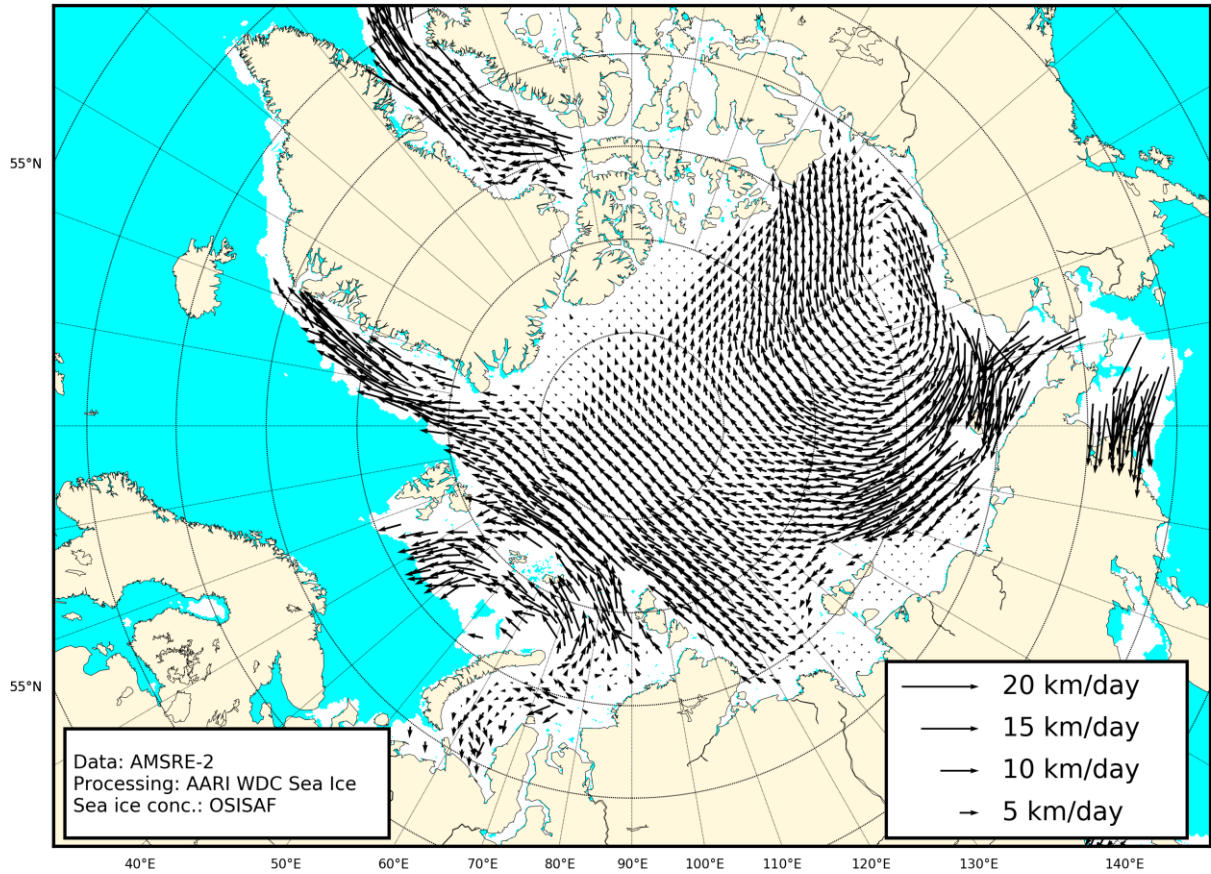 55°N
55°N
Data: AMSRE-2
Processing: AARI WDC Sea Ice
Sea ice conc.: OSISAF
20 km/day
15 km/day
10 km/day
5 km/day
40°E 50°E 60°E 70°E 80°E 90°E 100°E 110°E 120°E 130°E 140°E